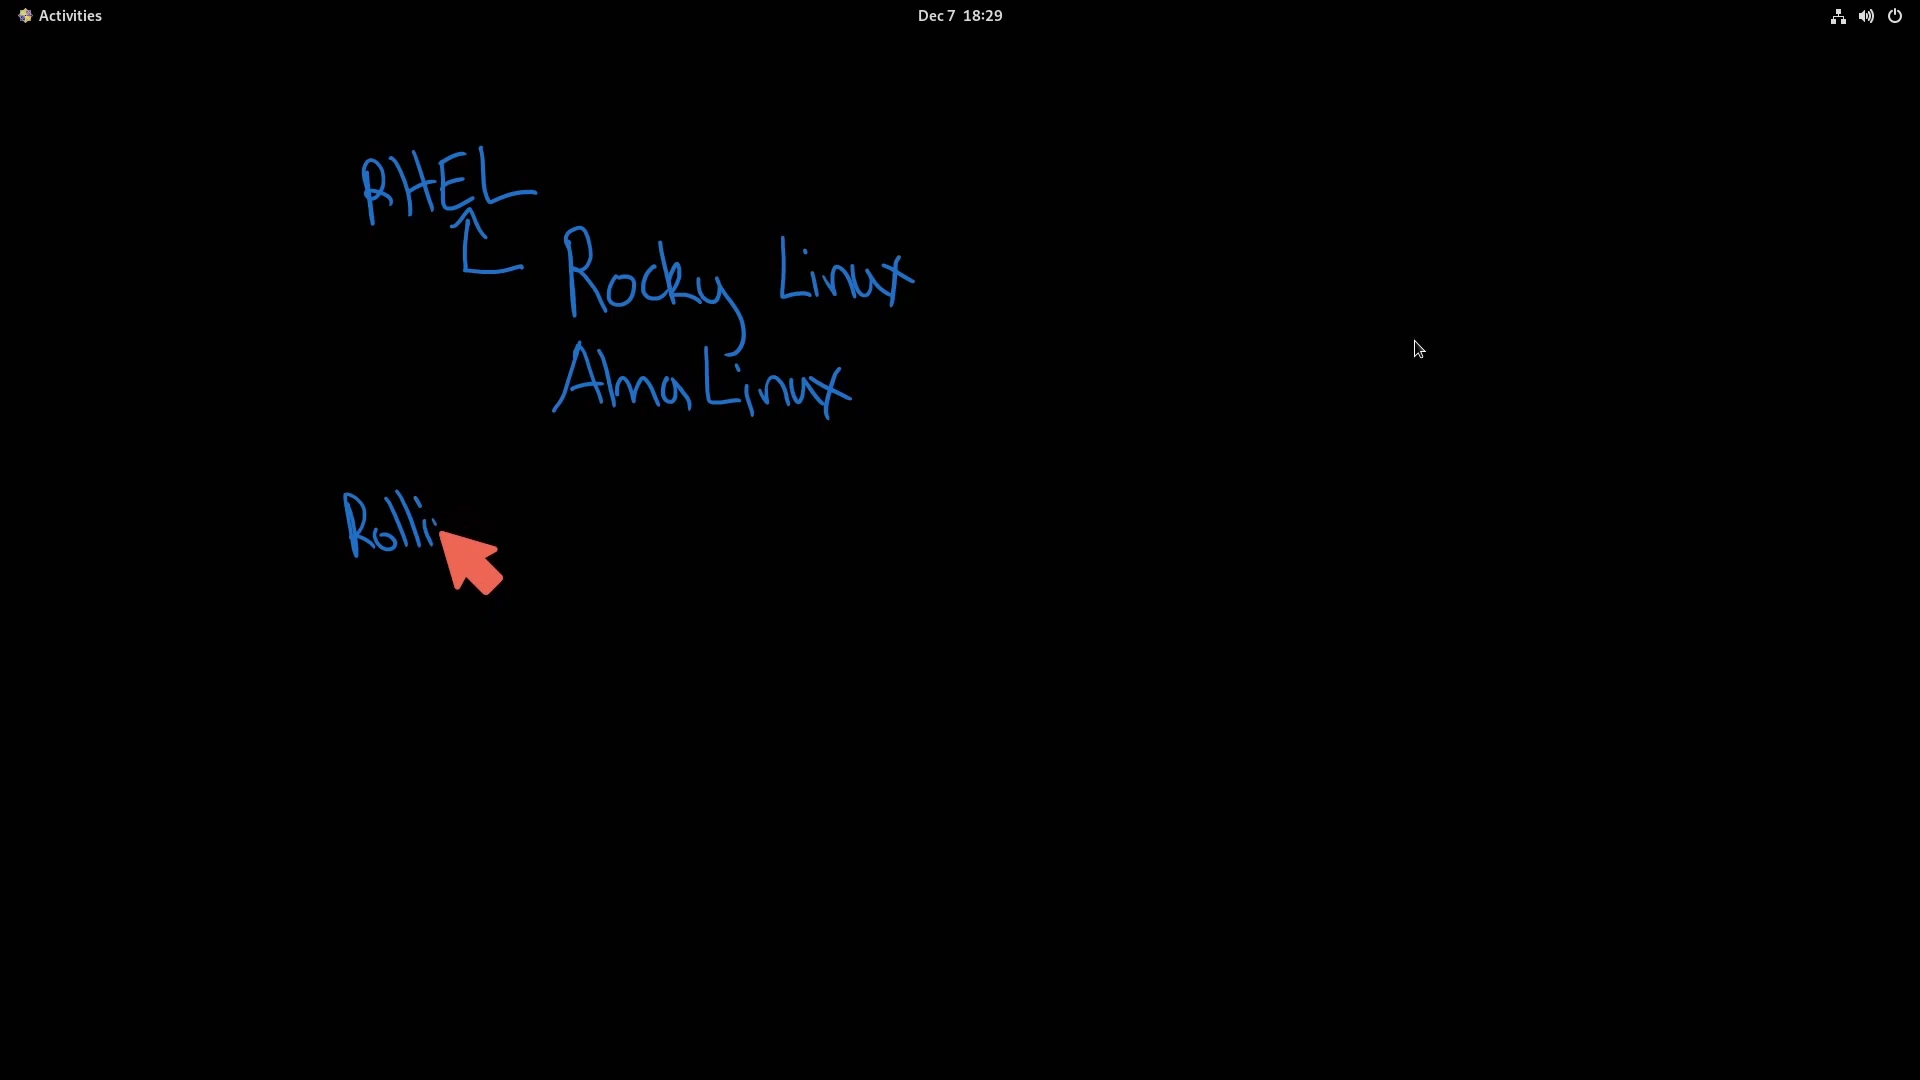 Activities
Dec 7 18:29
RHEL
Rocky Linux
AlmaLinux
Rolli